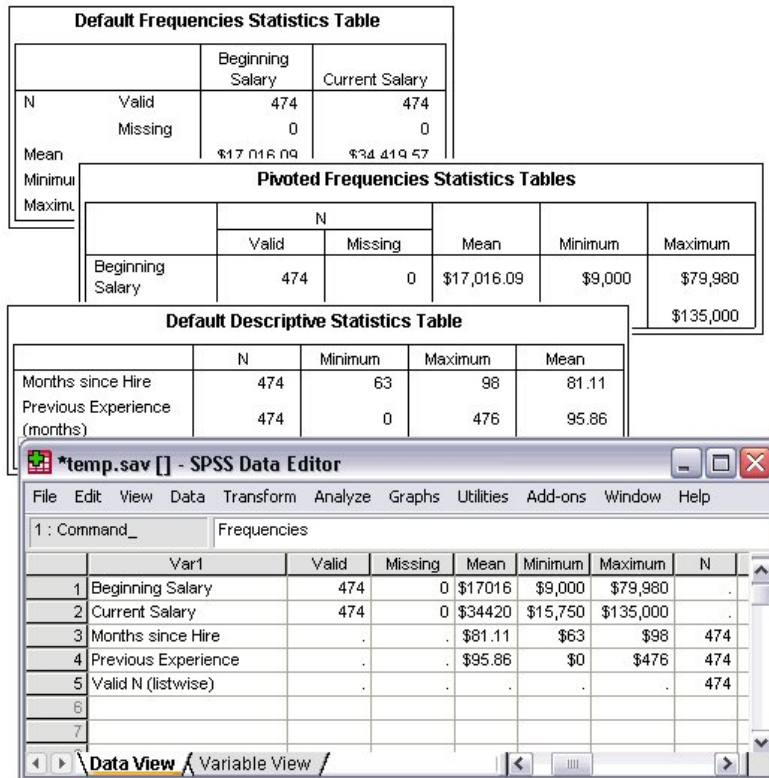 Default Frequencies Statistics Table
Beginning Salary Current Salary
N Valid 474 474
Missing 0 0
Mean $17,016.09 $34,419.57
Pivoted Frequencies Statistics Tables
N
Valid Missing Mean Minimum Maximum
Beginning Salary 474 0 $17,016.09 $9,000 $79,980
$135,000
Default Descriptive Statistics Table
N Minimum Maximum Mean
Months since Hire 474 63 98 81.11
Previous Experience (months) 474 0 476 95.86
*temp.sav [] - SPSS Data Editor
File Edit View Data Transform Analyze Graphs Utilities Add-ons Window Help
1 : Command_ Frequencies
Var1 Valid Missing Mean Minimum Maximum N
1 Beginning Salary 474 0 $17016 $9,000 $79,980 .
2 Current Salary 474 0 $34420 $15,750 $135,000 .
3 Months since Hire . . $81.11 $63 $98 474
4 Previous Experience . . $95.86 $0 $476 474
5 Valid N (listwise) . . . . . 474
6
7
Data View Variable View